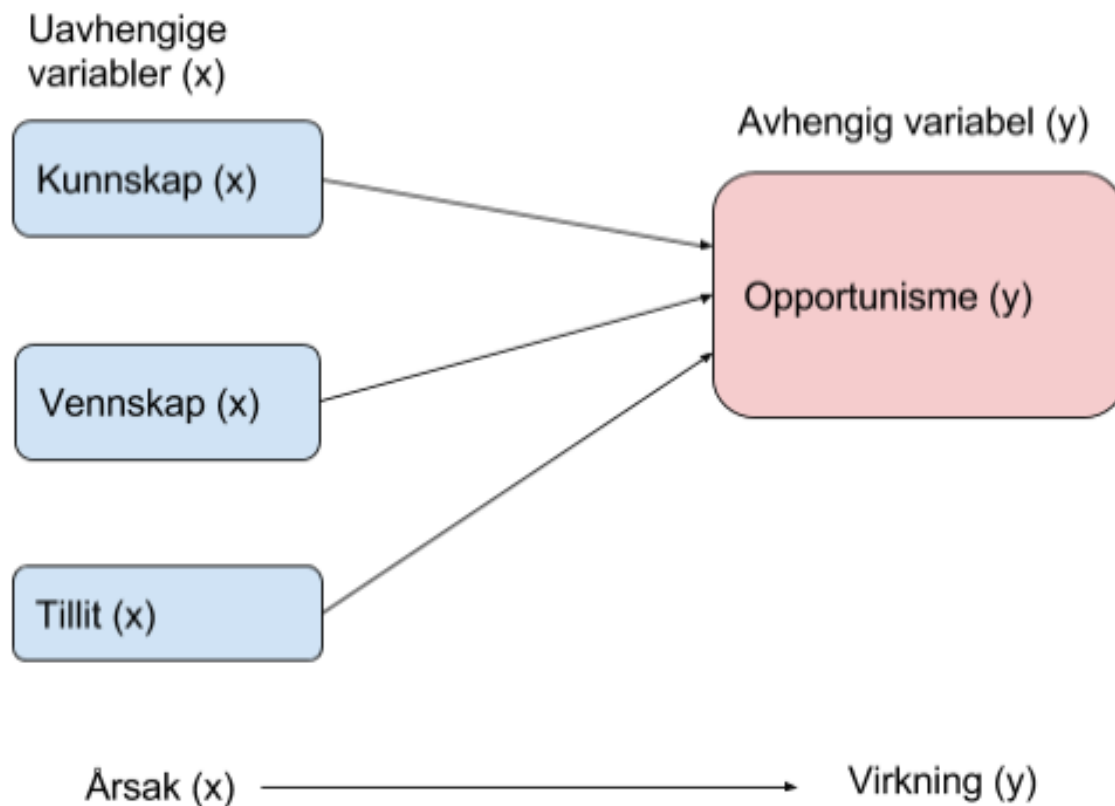 Uavhengige
variabler (x)
Avhengig variabel (y)
Kunnskap (x)
Opportunisme (y)
Vennskap (x)
Tillit (x)
Årsak (x)
Virkning (y)